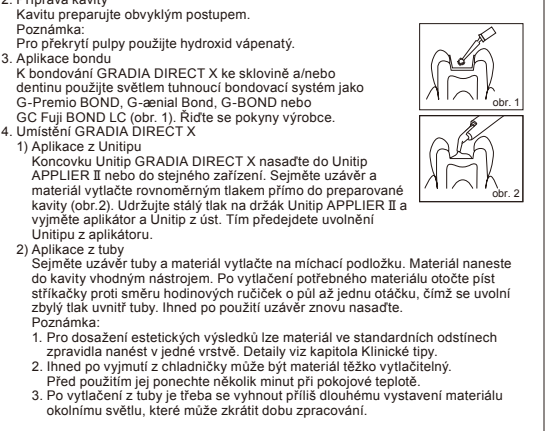 2. Příprava kavity
Kavitu preparujte obvyklým postupem.
Poznámka:
Pro překrytí pulpy použijte hydroxid vápenatý.
3. Aplikace bondu
K bondování GRADIA DIRECT X ke sklovině a/nebo
dentinu použijte světlem tuhnoucí bondovací systém jako
G-Premio BOND, G-ænial Bond, G-BOND nebo
GC Fuji BOND LC (obr. 1). Řiďte se pokyny výrobce.
obr. 1
4. Umístění GRADIA DIRECT X
1) Aplikace z Unitipu
Koncovku Unitip GRADIA DIRECT X nasaďte do Unitip
APPLIER II nebo do stejného zařízení. Sejměte uzávěr a
materiál vytlačte rovnoměrným tlakem přímo do preparované
kavity (obr.2). Udržujte stálý tlak na držák Unitip APPLIER II a
vyjměte aplikátor a Unitip z úst. Tím předejdete uvolnění
Unitipu z aplikátoru.
obr. 2
2) Aplikace z tuby
Sejměte uzávěr tuby a materiál vytlačte na míchací podložku. Materiál naneste
do kavity vhodným nástrojem. Po vytlačení potřebného materiálu otočte píst
stříkačky proti směru hodinových ručiček o půl až jednu otáčku, čímž se uvolní
zbylý tlak uvnitř tuby. Ihned po použití uzávěr znovu nasaďte.
Poznámka:
1. Pro dosažení estetických výsledků lze materiál ve standardních odstínech
zpravidla nanést v jedné vrstvě. Detaily viz kapitola Klinické tipy.
2. Ihned po vyjmutí z chladničky může být materiál těžko vytlačitelný.
Před použitím jej ponechte několik minut při pokojové teplotě.
3. Po vytlačení z tuby je třeba se vyhnout příliš dlouhému vystavení materiálu
okolnímu světlu, které může zkrátit dobu zpracování.